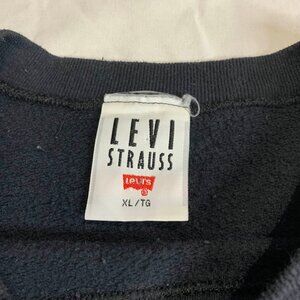 LEVI
STRAUSS
Levi's
®
XL/TG